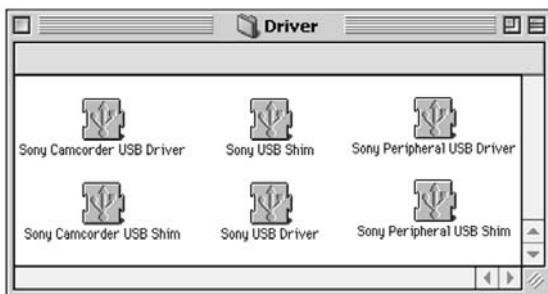 Driver
Sony Camcorder USB Driver
Sony USB Shim
Sony Peripheral USB Driver
Sony Camcorder USB Shim
Sony USB Driver
Sony Peripheral USB Shim